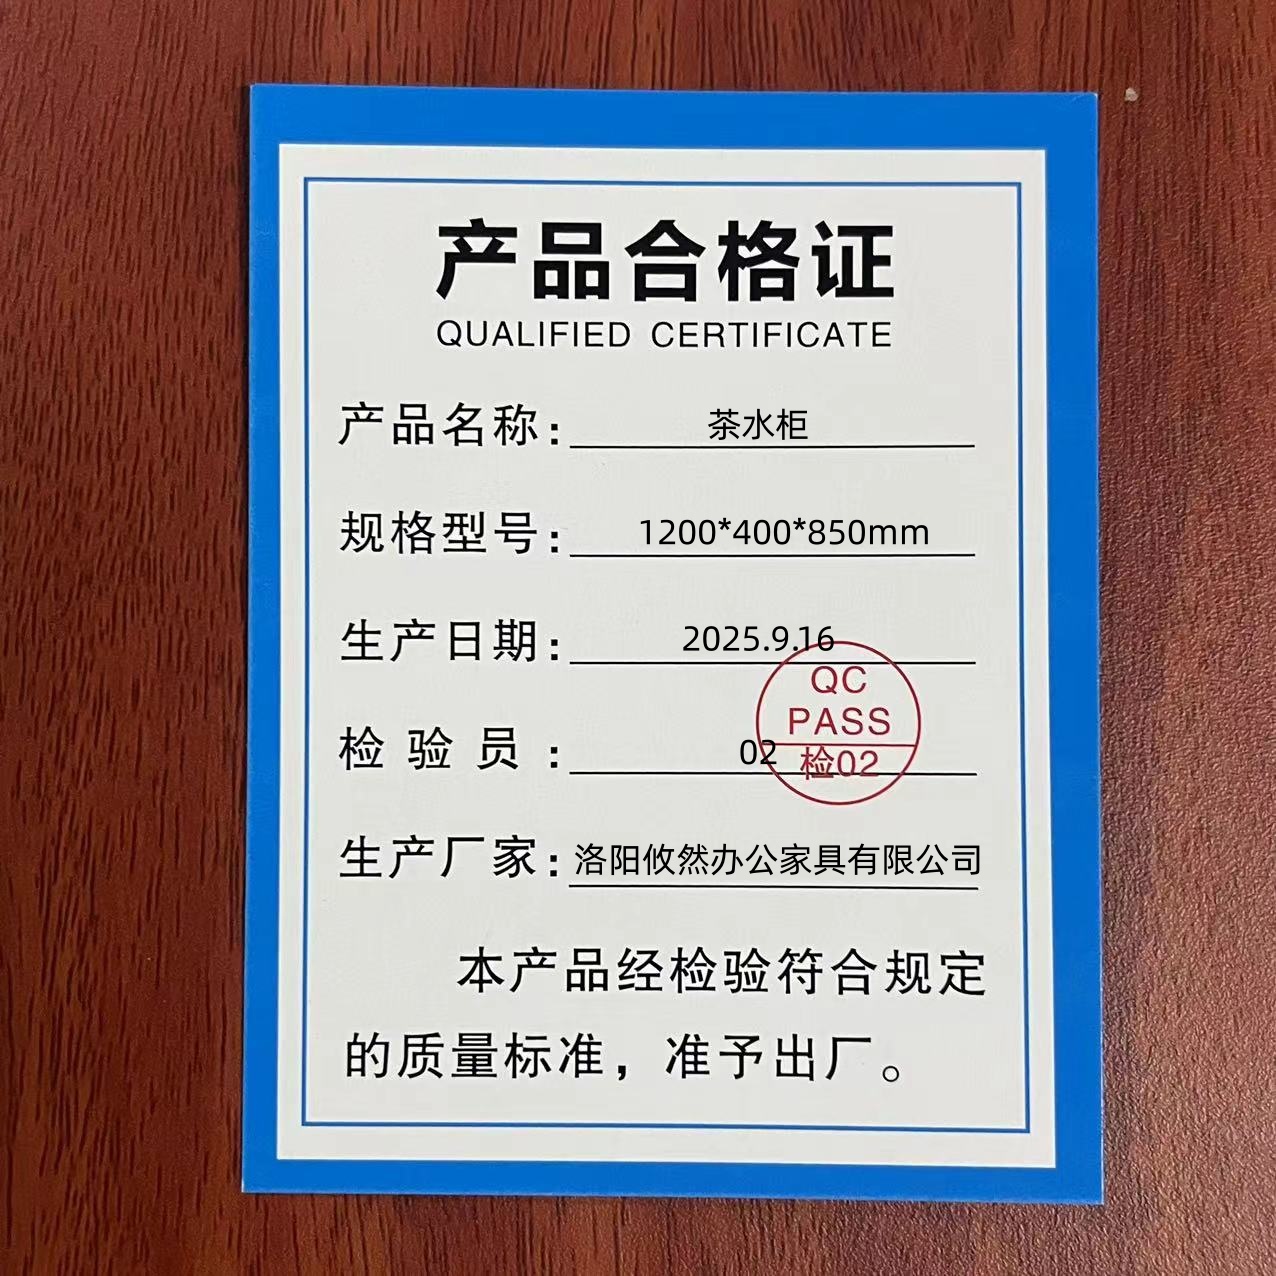 产品合格证
QUALIFIED CERTIFICATE
产品名称: 茶水柜
规格型号: 1200*400*850mm
生产日期: 2025.9.16
QC
PASS
检验员: 02
检02
生产厂家: 洛阳攸然办公家具有限公司
本产品经检验符合规定
的质量标准，准予出厂。